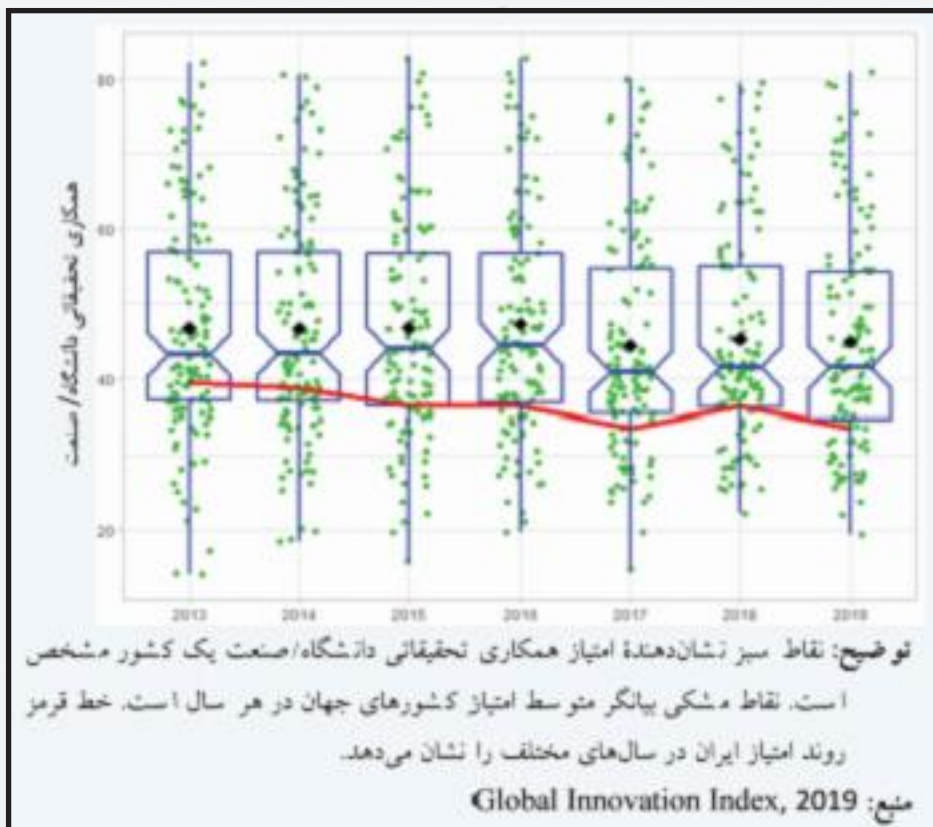 80
60
40
20
همکاری تحقیقاتی دانشگاه/صنعت
2013 2014 2015 2016 2017 2018 2019
توضیح: نقاط سبز نشان‌دهندهٔ امتیاز همکاری تحقیقاتی دانشگاه/صنعت یک کشور مشخص
است. نقاط مشکی بیانگر متوسط امتیاز کشورهای جهان در هر سال است. خط قرمز
روند امتیاز ایران در سال‌های مختلف را نشان می‌دهد.
منبع: Global Innovation Index, 2019